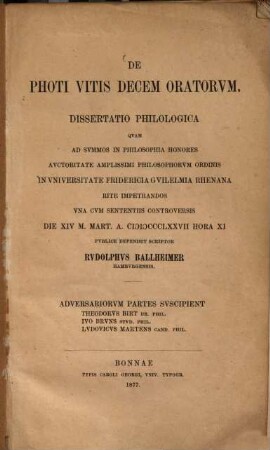 DE
PHOTI VITIS DECEM ORATORVM.
DISSERTATIO PHILOLOGICA
QVAM
AD SVMMOS IN PHILOSOPHIA HONORES
AVCTORITATE AMPLISSIMI PHILOSOPHORVM ORDINIS
IN VNIVERSITATE FRIDERICIA GVILELMIA RHENANA
RITE IMPETRANDOS
VNA CVM SENTENTIIS CONTROVERSIS
DIE XIV M. MART. A. CIƆIƆCCCLXXVII HORA XI
PVBLICE DEFENDET SCRIPTOR
RVDOLPHVS BALLHEIMER
HAMBVRGENSIS.
ADVERSARIORVM PARTES SVSCIPIENT
THEODORVS BIRT DR. PHIL.
IVO BRVNS STVD. PHIL.
LVDOVICVS MARTENS CAND. PHIL.
BONNAE
TYPIS CAROLI GEORGI, VNIV. TYPOGR.
1877.